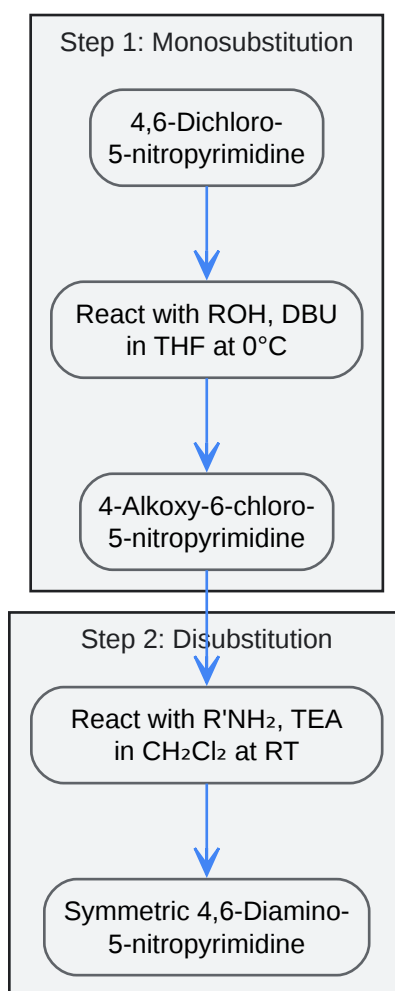 Step 1: Monosubstitution
4,6-Dichloro-
5-nitropyrimidine
React with ROH, DBU
in THF at 0°C
4-Alkoxy-6-chloro-
5-nitropyrimidine
Step 2: Disubstitution
React with R'NH₂, TEA
in CH₂Cl₂ at RT
Symmetric 4,6-Diamino-
5-nitropyrimidine